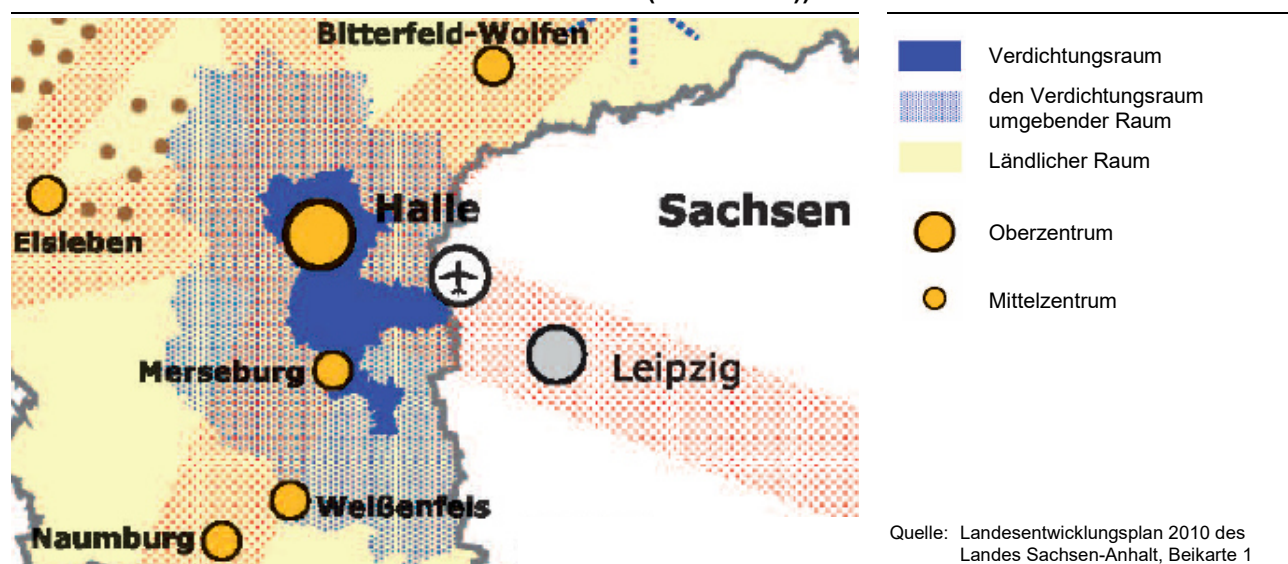 Bitterfeld-Wolfen
Halle
Sachsen
Eisleben
Merseburg
Leipzig
Weißenfels
Naumburg
Verdichtungsraum
den Verdichtungsraum
umgebender Raum
Ländlicher Raum
Oberzentrum
Mittelzentrum
Quelle: Landesentwicklungsplan 2010 des
Landes Sachsen-Anhalt, Beikarte 1